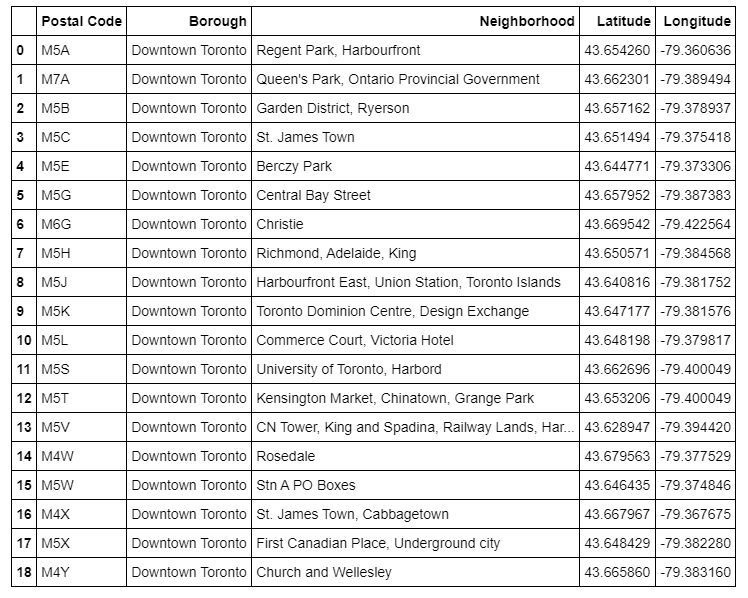 Postal Code Borough Neighborhood Latitude Longitude
0 M5A Downtown Toronto Regent Park, Harbourfront 43.654260 -79.360636
1 M7A Downtown Toronto Queen's Park, Ontario Provincial Government 43.662301 -79.389494
2 M5B Downtown Toronto Garden District, Ryerson 43.657162 -79.378937
3 M5C Downtown Toronto St. James Town 43.651494 -79.375418
4 M5E Downtown Toronto Berczy Park 43.644771 -79.373306
5 M5G Downtown Toronto Central Bay Street 43.657952 -79.387383
6 M6G Downtown Toronto Christie 43.669542 -79.422564
7 M5H Downtown Toronto Richmond, Adelaide, King 43.650571 -79.384568
8 M5J Downtown Toronto Harbourfront East, Union Station, Toronto Islands 43.640816 -79.381752
9 M5K Downtown Toronto Toronto Dominion Centre, Design Exchange 43.647177 -79.381576
10 M5L Downtown Toronto Commerce Court, Victoria Hotel 43.648198 -79.379817
11 M5S Downtown Toronto University of Toronto, Harbord 43.662696 -79.400049
12 M5T Downtown Toronto Kensington Market, Chinatown, Grange Park 43.653206 -79.400049
13 M5V Downtown Toronto CN Tower, King and Spadina, Railway Lands, Har... 43.628947 -79.394420
14 M4W Downtown Toronto Rosedale 43.679563 -79.377529
15 M5W Downtown Toronto Stn A PO Boxes 43.646435 -79.374846
16 M4X Downtown Toronto St. James Town, Cabbagetown 43.667967 -79.367675
17 M5X Downtown Toronto First Canadian Place, Underground city 43.648429 -79.382280
18 M4Y Downtown Toronto Church and Wellesley 43.665860 -79.383160